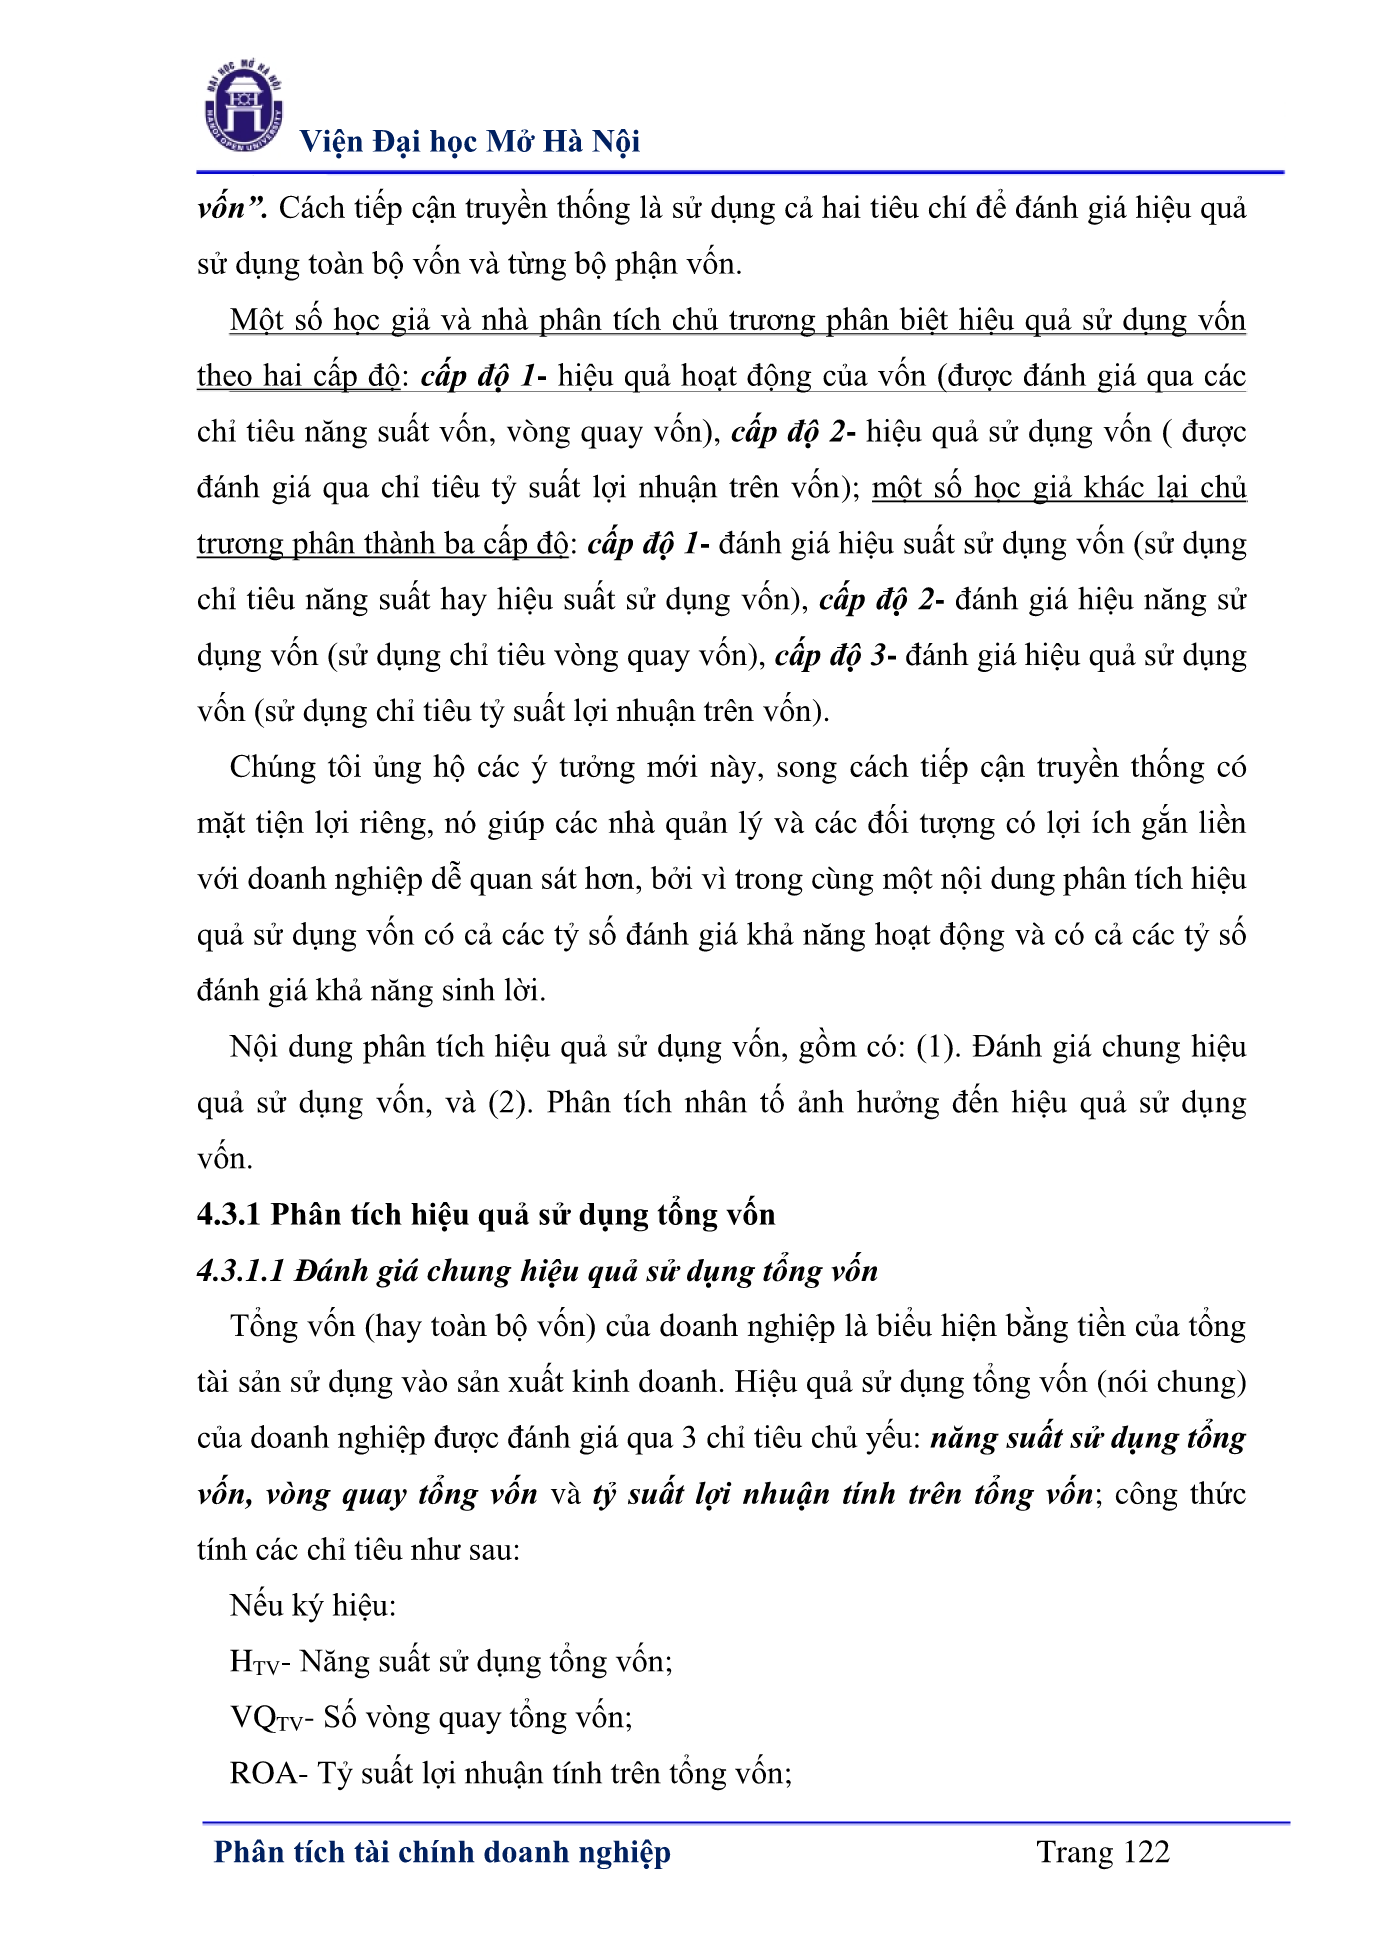 ĐẠI HỌC MỞ HÀ NỘI
HANOI OPEN UNIVERSITY
Viện Đại học Mở Hà Nội
vốn”. Cách tiếp cận truyền thống là sử dụng cả hai tiêu chí để đánh giá hiệu quả
sử dụng toàn bộ vốn và từng bộ phận vốn.
Một số học giả và nhà phân tích chủ trương phân biệt hiệu quả sử dụng vốn
theo hai cấp độ: cấp độ 1- hiệu quả hoạt động của vốn (được đánh giá qua các
chỉ tiêu năng suất vốn, vòng quay vốn), cấp độ 2- hiệu quả sử dụng vốn ( được
đánh giá qua chỉ tiêu tỷ suất lợi nhuận trên vốn); một số học giả khác lại chủ
trương phân thành ba cấp độ: cấp độ 1- đánh giá hiệu suất sử dụng vốn (sử dụng
chỉ tiêu năng suất hay hiệu suất sử dụng vốn), cấp độ 2- đánh giá hiệu năng sử
dụng vốn (sử dụng chỉ tiêu vòng quay vốn), cấp độ 3- đánh giá hiệu quả sử dụng
vốn (sử dụng chỉ tiêu tỷ suất lợi nhuận trên vốn).
Chúng tôi ủng hộ các ý tưởng mới này, song cách tiếp cận truyền thống có
mặt tiện lợi riêng, nó giúp các nhà quản lý và các đối tượng có lợi ích gắn liền
với doanh nghiệp dễ quan sát hơn, bởi vì trong cùng một nội dung phân tích hiệu
quả sử dụng vốn có cả các tỷ số đánh giá khả năng hoạt động và có cả các tỷ số
đánh giá khả năng sinh lời.
Nội dung phân tích hiệu quả sử dụng vốn, gồm có: (1). Đánh giá chung hiệu
quả sử dụng vốn, và (2). Phân tích nhân tố ảnh hưởng đến hiệu quả sử dụng
vốn.
4.3.1 Phân tích hiệu quả sử dụng tổng vốn
4.3.1.1 Đánh giá chung hiệu quả sử dụng tổng vốn
Tổng vốn (hay toàn bộ vốn) của doanh nghiệp là biểu hiện bằng tiền của tổng
tài sản sử dụng vào sản xuất kinh doanh. Hiệu quả sử dụng tổng vốn (nói chung)
của doanh nghiệp được đánh giá qua 3 chỉ tiêu chủ yếu: năng suất sử dụng tổng
vốn, vòng quay tổng vốn và tỷ suất lợi nhuận tính trên tổng vốn; công thức
tính các chỉ tiêu như sau:
Nếu ký hiệu:
HTV- Năng suất sử dụng tổng vốn;
VQTV- Số vòng quay tổng vốn;
ROA- Tỷ suất lợi nhuận tính trên tổng vốn;
Phân tích tài chính doanh nghiệp Trang 122